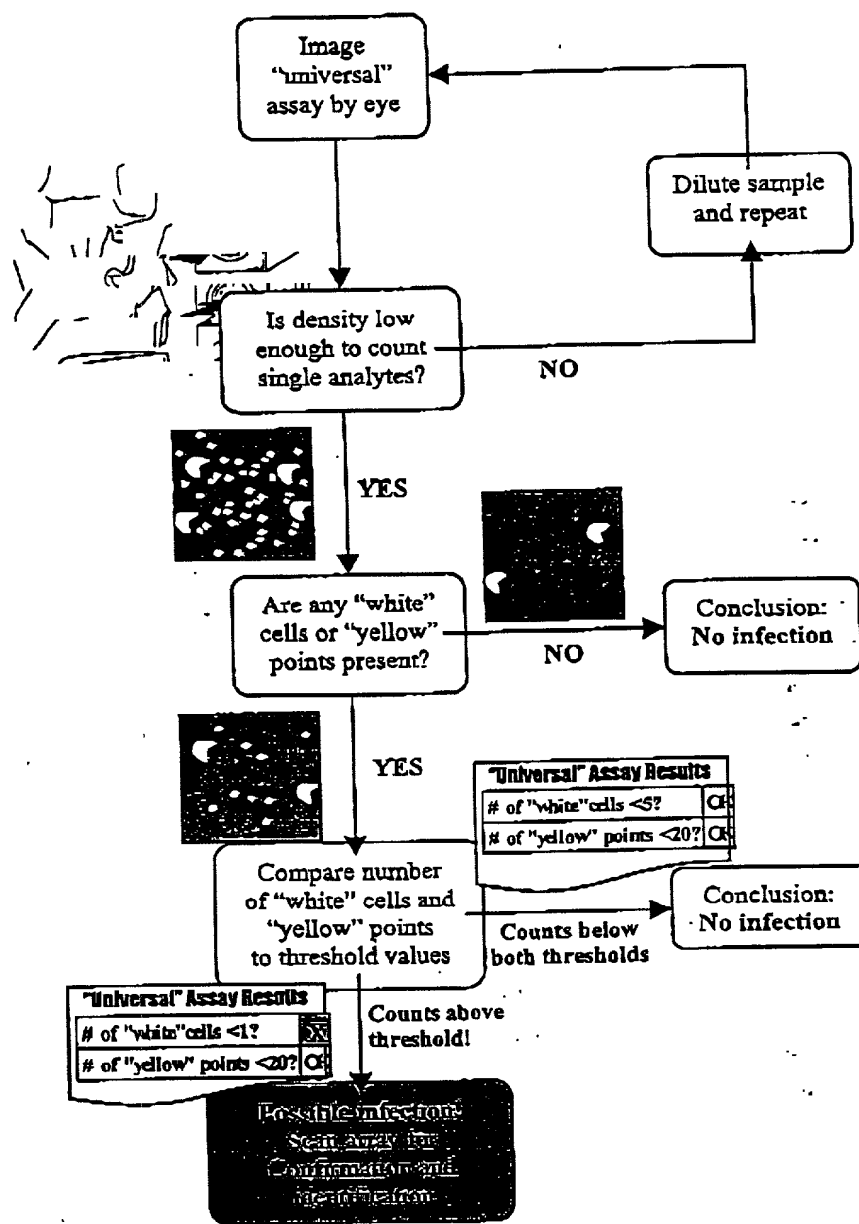 Image
“universal”
assay by eye
Dilute sample
and repeat
Is density low
enough to count
single analytes?
NO
YES
Are any “white”
cells or “yellow”
points present?
NO
Conclusion:
No infection
YES
"Universal" Assay Results
# of "white"cells <5?
# of "yellow" points <20?
Compare number
of “white” cells and
“yellow” points
to threshold values
Counts below
both thresholds
Conclusion:
No infection
"Universal" Assay Results
# of "white"cells <1?
# of "yellow" points <20?
Counts above
threshold!
Possible infection:
Scan array for
Confirmation and
identification